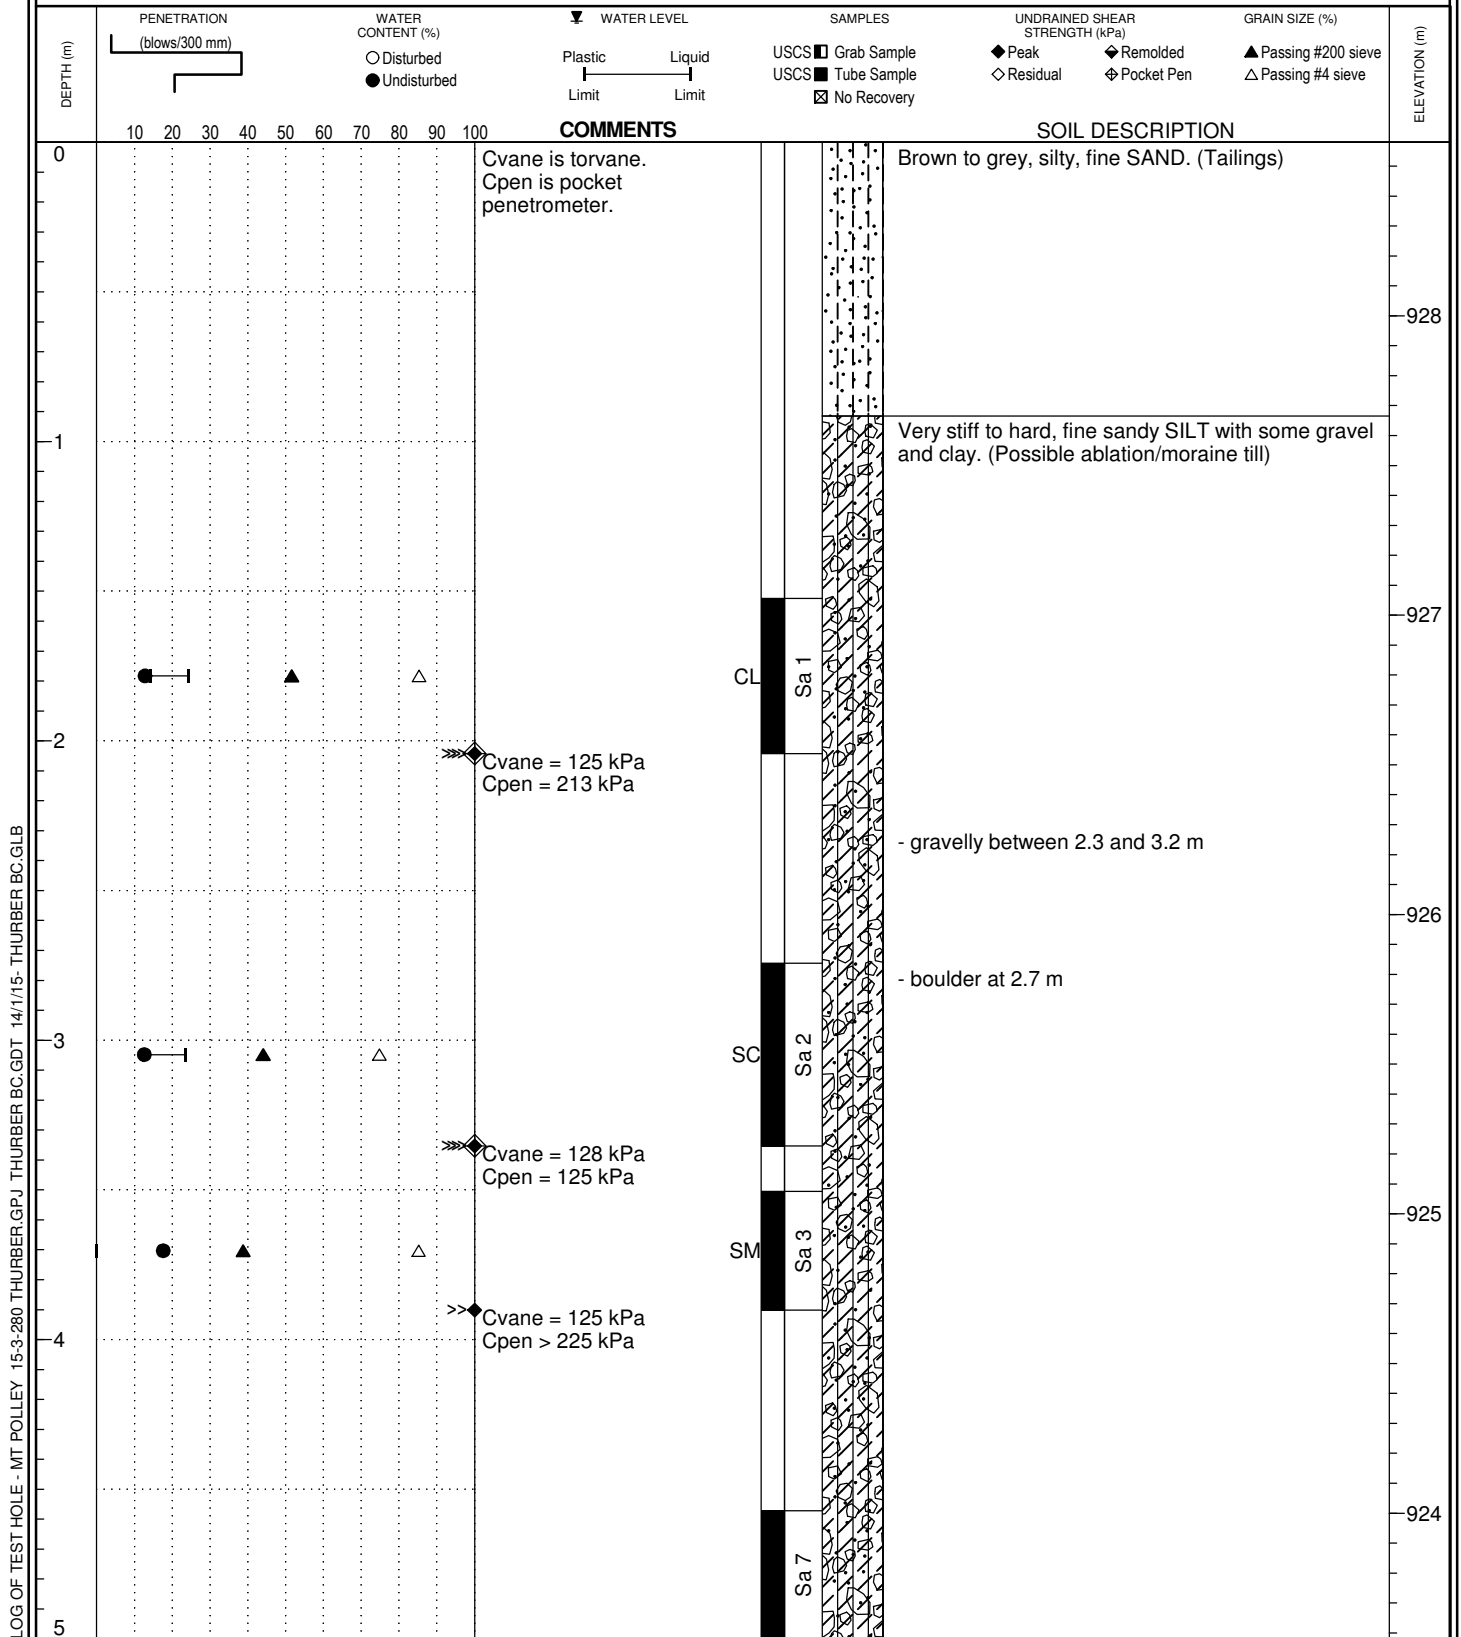 DEPTH (m)
PENETRATION
(blows/300 mm)
WATER
CONTENT (%)
Disturbed
Undisturbed
WATER LEVEL
Plastic Liquid
Limit Limit
SAMPLES
USCS Grab Sample
USCS Tube Sample
No Recovery
UNDRAINED SHEAR
STRENGTH (kPa)
Peak Remolded
Residual Pocket Pen
GRAIN SIZE (%)
Passing #200 sieve
Passing #4 sieve
ELEVATION (m)
10 20 30 40 50 60 70 80 90 100
COMMENTS
SOIL DESCRIPTION
0
Cvane is torvane.
Cpen is pocket
penetrometer.
Brown to grey, silty, fine SAND. (Tailings)
928
1
Very stiff to hard, fine sandy SILT with some gravel
and clay. (Possible ablation/moraine till)
927
CL
Sa 1
2
>>>>
Cvane = 125 kPa
Cpen = 213 kPa
- gravelly between 2.3 and 3.2 m
926
- boulder at 2.7 m
3
SC
Sa 2
>>>>
Cvane = 128 kPa
Cpen = 125 kPa
925
SM
Sa 3
>>
Cvane = 125 kPa
Cpen > 225 kPa
4
924
Sa 7
5
LOG OF TEST HOLE - MT POLLEY 15-3-280 THURBER.GPJ THURBER BC.GDT 14/1/15- THURBER BC.GLB